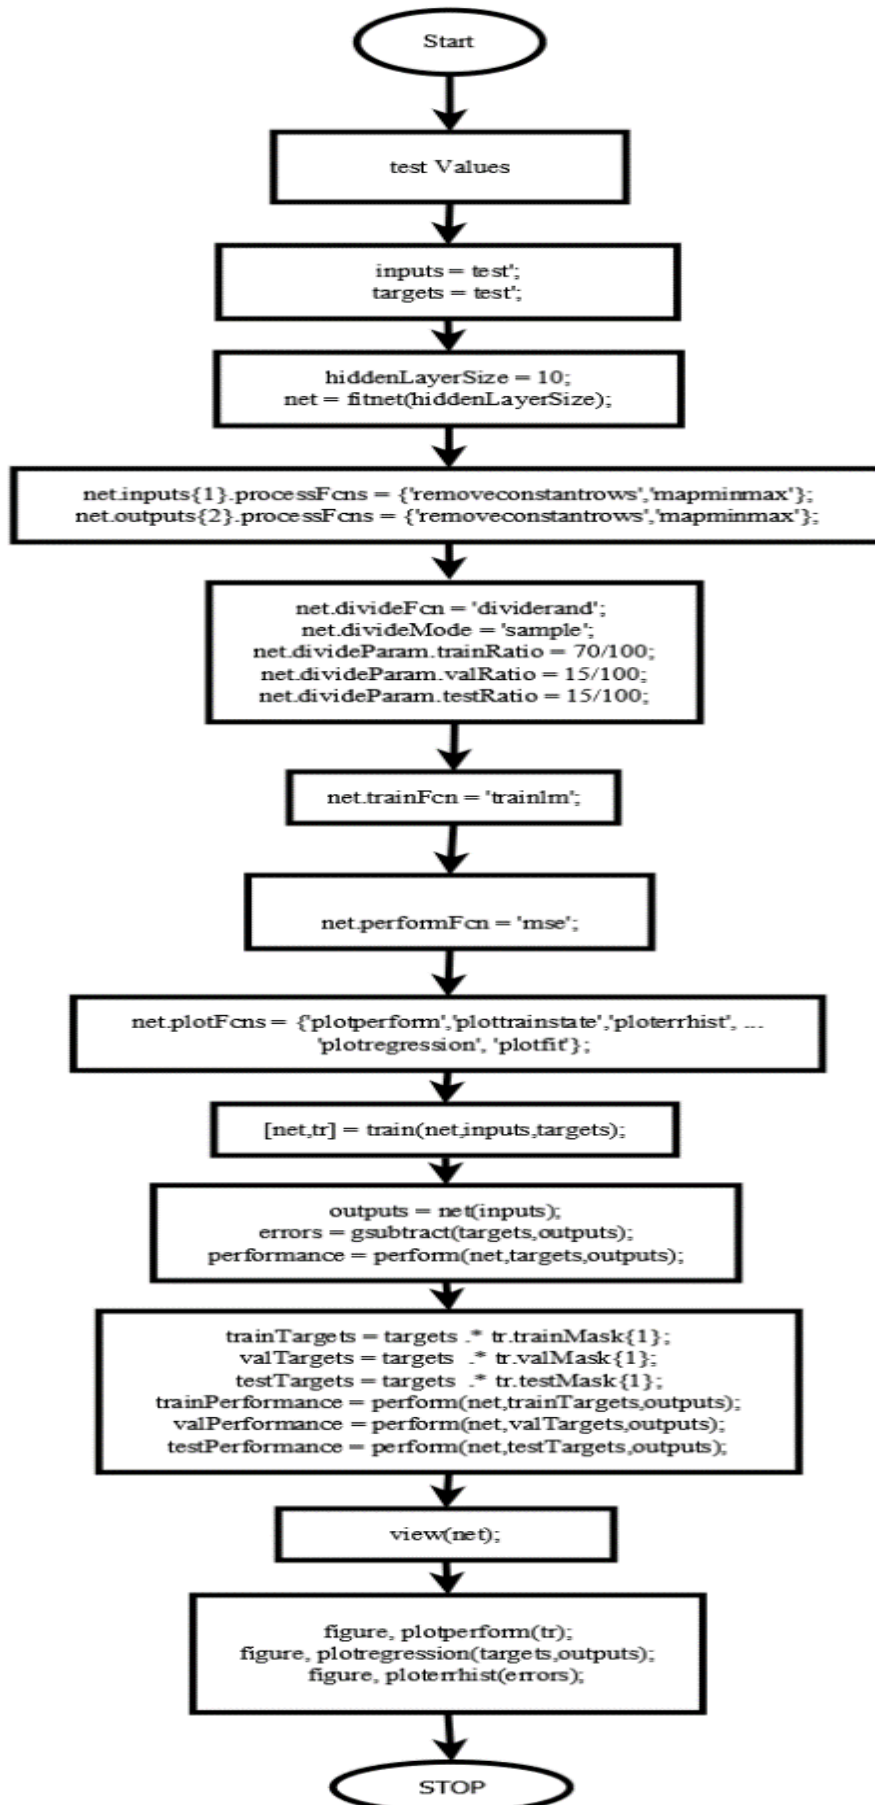 Start
test Values
inputs = test';
targets = test';
hiddenLayerSize = 10;
net = fitnet(hiddenLayerSize);
net.inputs{1}.processFcns = {'removeconstantrows','mapminmax'};
net.outputs{2}.processFcns = {'removeconstantrows','mapminmax'};
net.divideFcn = 'dividerand';
net.divideMode = 'sample';
net.divideParam.trainRatio = 70/100;
net.divideParam.valRatio = 15/100;
net.divideParam.testRatio = 15/100;
net.trainFcn = 'trainlm';
net.performFcn = 'mse';
net.plotFcns = {'plotperform','plottrainstate','ploterrhist', ...
'plotregression', 'plotfit'};
[net,tr] = train(net,inputs,targets);
outputs = net(inputs);
errors = gsubtract(targets,outputs);
performance = perform(net,targets,outputs);
trainTargets = targets .* tr.trainMask{1};
valTargets = targets  .* tr.valMask{1};
testTargets = targets  .* tr.testMask{1};
trainPerformance = perform(net,trainTargets,outputs);
valPerformance = perform(net,valTargets,outputs);
testPerformance = perform(net,testTargets,outputs);
view(net);
figure, plotperform(tr);
figure, plotregression(targets,outputs);
figure, ploterrhist(errors);
STOP